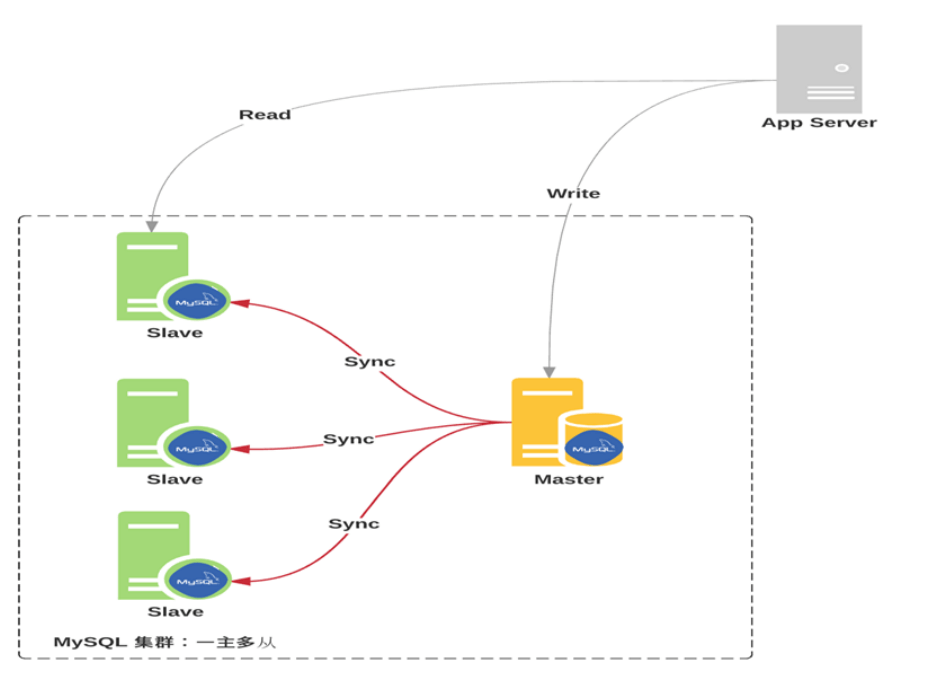 App Server
Read
Write
MySQL
Slave
Sync
MySQL
Slave
Sync
MySQL
Master
Sync
MySQL
Slave
MySQL 集群：一主多从